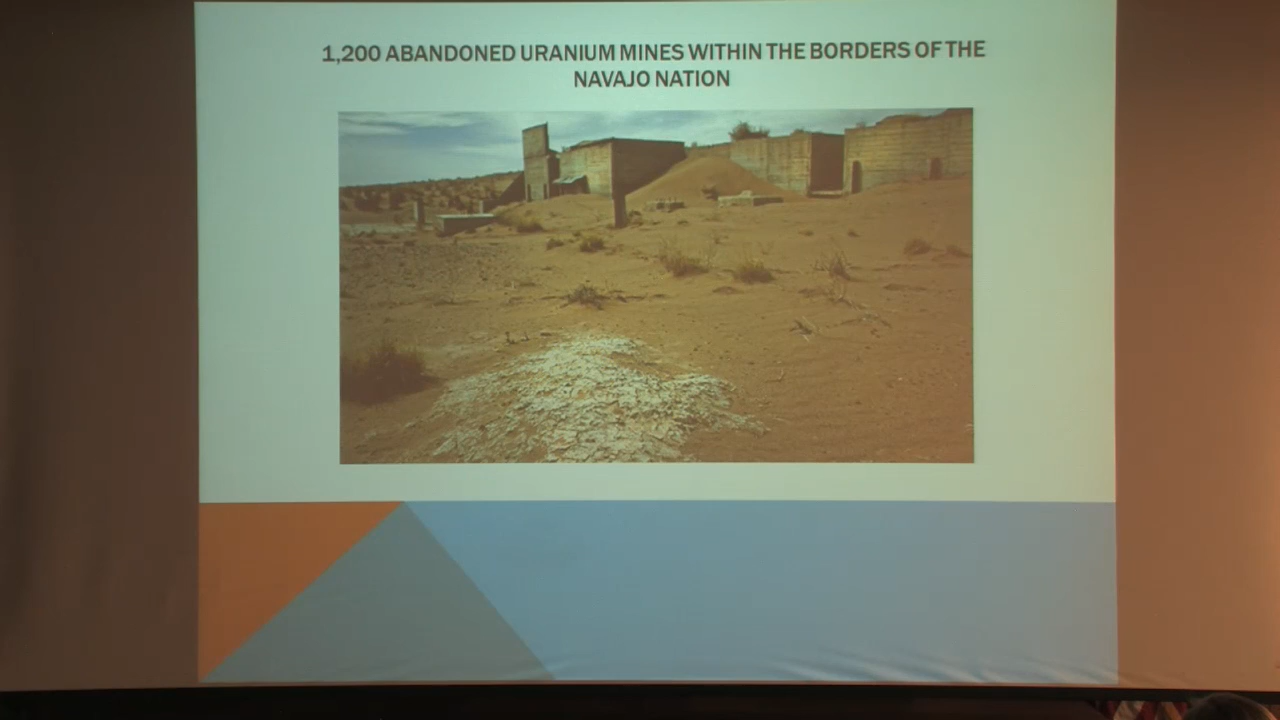 1,200 ABANDONED URANIUM MINES WITHIN THE BORDERS OF THE
NAVAJO NATION